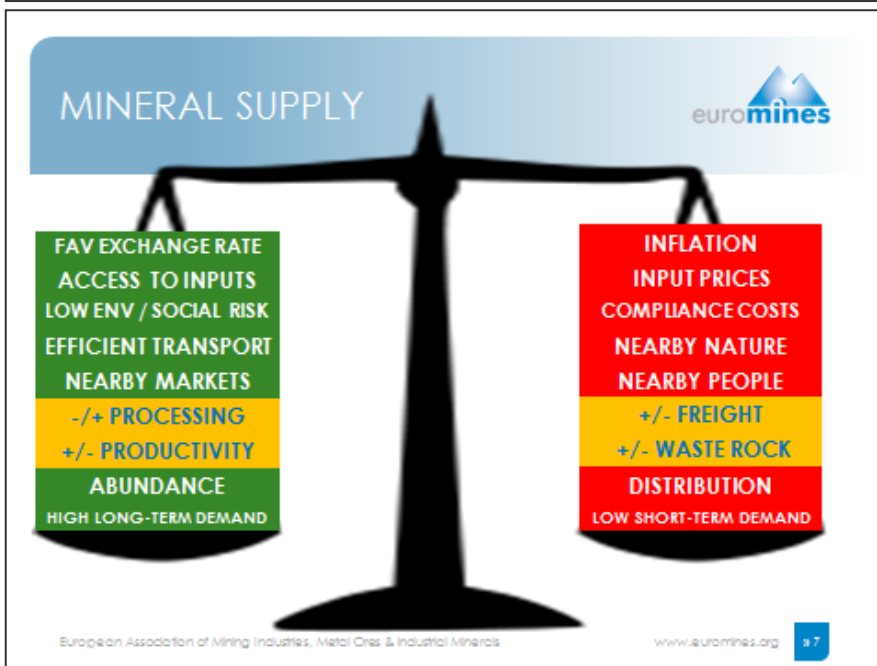 MINERAL SUPPLY
euromines
FAV EXCHANGE RATE
ACCESS TO INPUTS
LOW ENV / SOCIAL RISK
EFFICIENT TRANSPORT
NEARBY MARKETS
-/+ PROCESSING
+/- PRODUCTIVITY
ABUNDANCE
HIGH LONG-TERM DEMAND
INFLATION
INPUT PRICES
COMPLIANCE COSTS
NEARBY NATURE
NEARBY PEOPLE
+/- FREIGHT
+/- WASTE ROCK
DISTRIBUTION
LOW SHORT-TERM DEMAND
European Association of Mining Industries, Metal Ores & Industrial Minerals
www.euromines.org
7